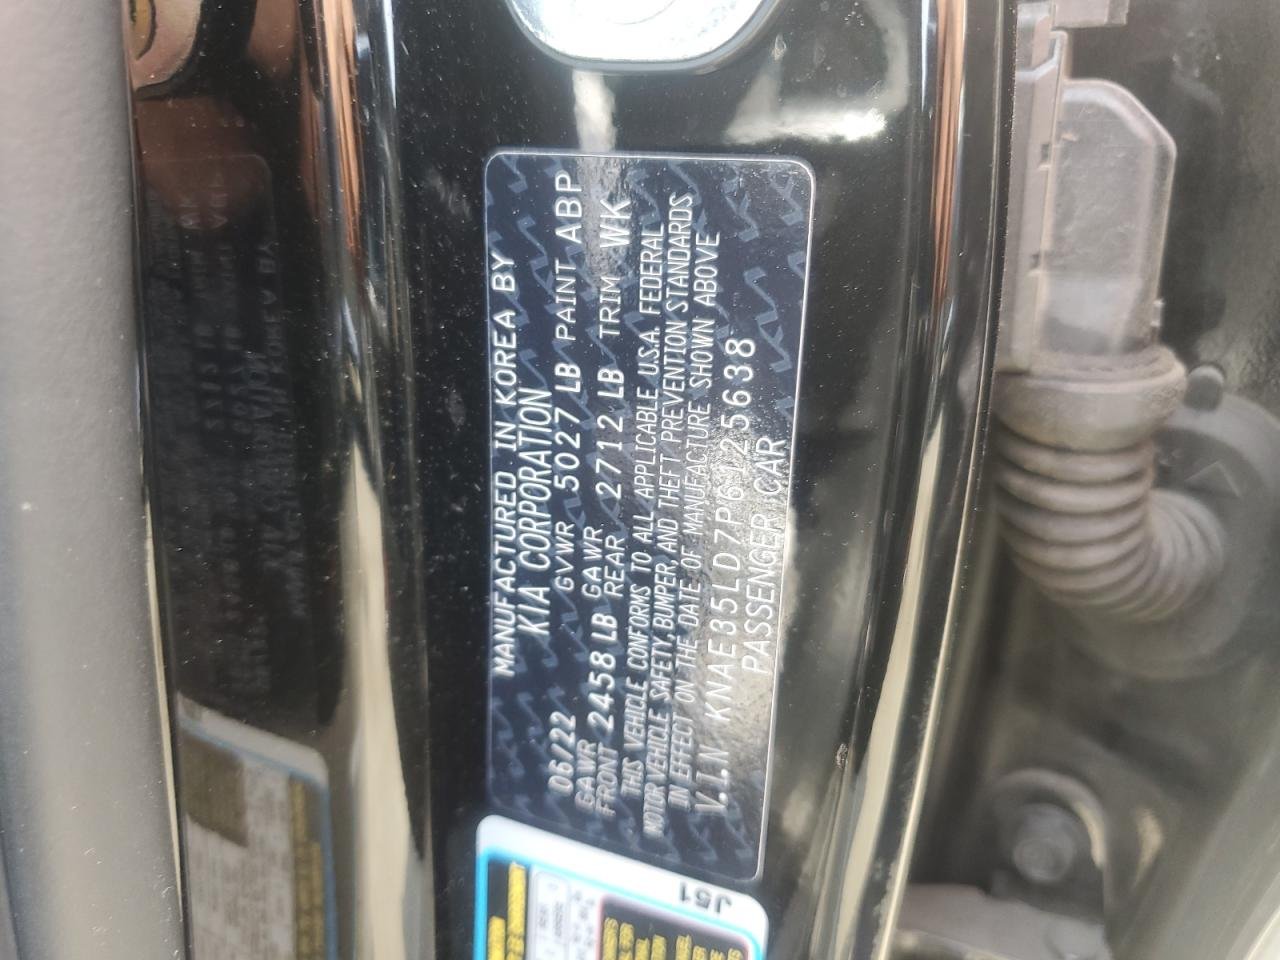 MANUFACTURED IN KOREA BY
KIA CORPORATION
06/22 GVWR 5027 LB PAINT ABP
GAWR FRONT 2458 LB GAWR REAR 2712 LB TRIM WK
THIS VEHICLE CONFORMS TO ALL APPLICABLE U.S.A. FEDERAL
MOTOR VEHICLE SAFETY, BUMPER, AND THEFT PREVENTION STANDARDS
IN EFFECT ON THE DATE OF MANUFACTURE SHOWN ABOVE
V.I.N KNAE35LD7P6125638
PASSENGER CAR
J51